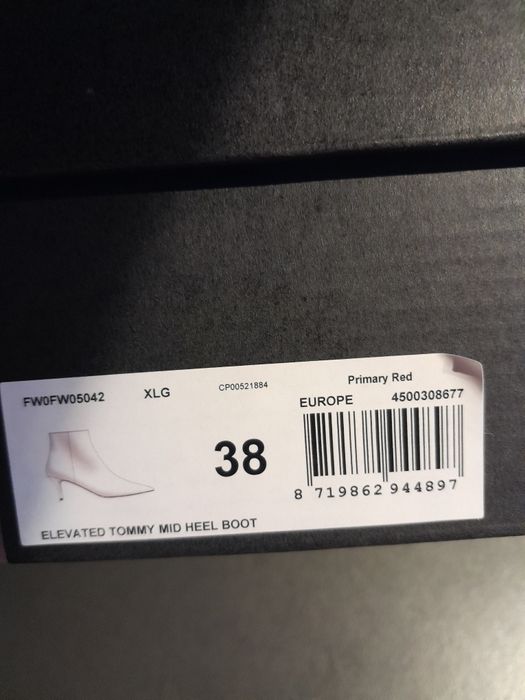 FW0FW05042 XLG CP00521884 Primary Red
EUROPE 4500308677
38
8 719862 944897
ELEVATED TOMMY MID HEEL BOOT